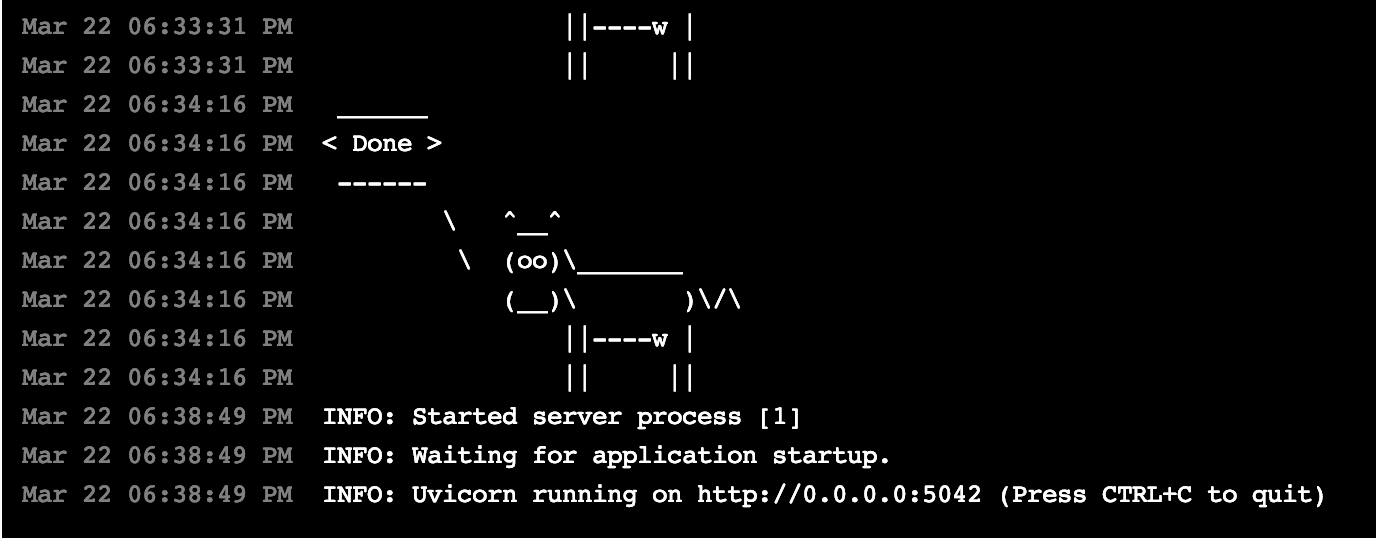 Mar 22 06:33:31 PM                  ||----w |
Mar 22 06:33:31 PM                  ||     ||
Mar 22 06:34:16 PM   ______
Mar 22 06:34:16 PM  < Done >
Mar 22 06:34:16 PM   ------
Mar 22 06:34:16 PM          \   ^__^
Mar 22 06:34:16 PM           \  (oo)\_______
Mar 22 06:34:16 PM              (__)\       )\/\
Mar 22 06:34:16 PM                  ||----w |
Mar 22 06:34:16 PM                  ||     ||
Mar 22 06:38:49 PM  INFO: Started server process [1]
Mar 22 06:38:49 PM  INFO: Waiting for application startup.
Mar 22 06:38:49 PM  INFO: Uvicorn running on http://0.0.0.0:5042 (Press CTRL+C to quit)